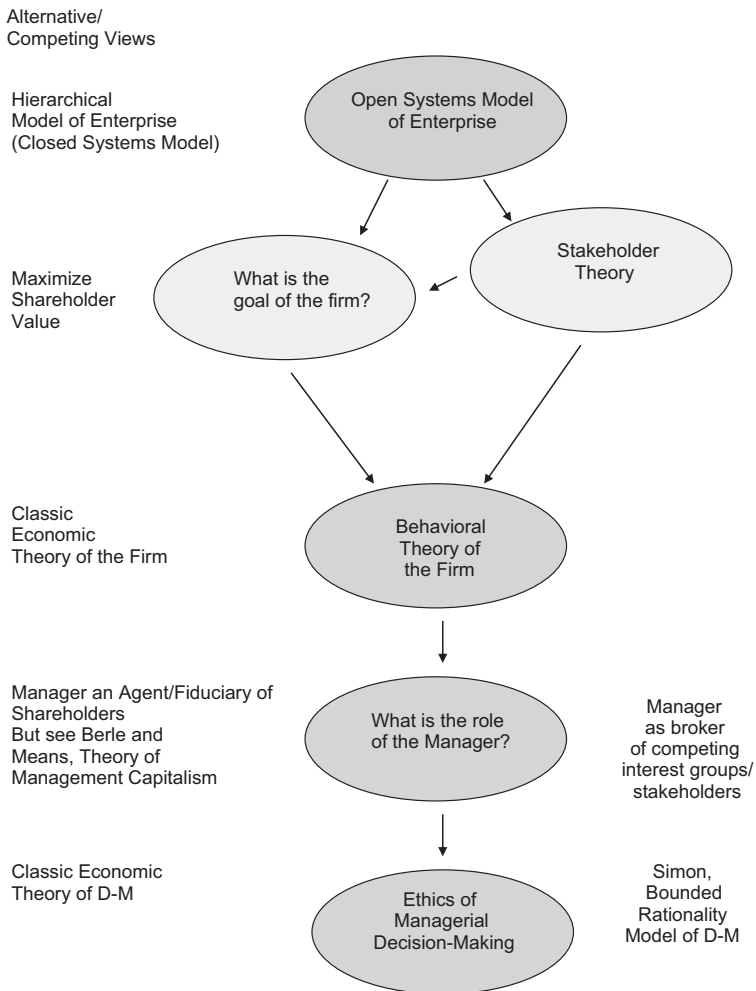 Alternative/
Competing Views
Hierarchical
Model of Enterprise
(Closed Systems Model)
Open Systems Model
of Enterprise
Maximize
Shareholder
Value
What is the
goal of the firm?
Stakeholder
Theory
Classic
Economic
Theory of the Firm
Behavioral
Theory of
the Firm
Manager an Agent/Fiduciary of
Shareholders
But see Berle and
Means, Theory of
Management Capitalism
What is the role
of the Manager?
Manager
as broker
of competing
interest groups/
stakeholders
Classic Economic
Theory of D-M
Ethics of
Managerial
Decision-Making
Simon,
Bounded
Rationality
Model of D-M